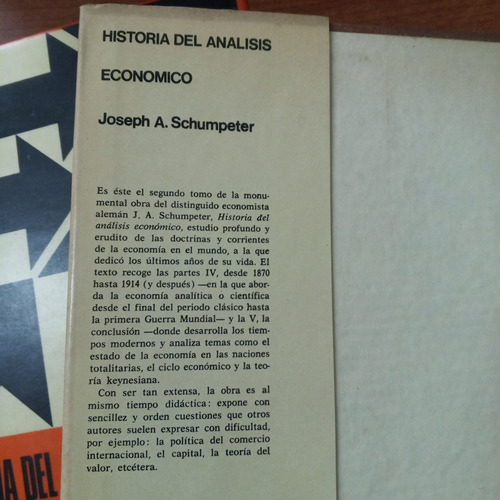 HISTORIA DEL ANALISIS
ECONOMICO
Joseph A. Schumpeter
Es éste el segundo tomo de la monu-
mental obra del distinguido economista
alemán J. A. Schumpeter, Historia del
análisis económico, estudio profundo y
erudito de las doctrinas y corrientes
de la economía en el mundo, a la que
dedicó los últimos años de su vida. El
texto recoge las partes IV, desde 1870
hasta 1914 (y después) —en la que abor-
da la economía analítica o científica
desde el final del periodo clásico hasta
la primera Guerra Mundial— y la V, la
conclusión —donde desarrolla los tiem-
pos modernos y analiza temas como el
estado de la economía en las naciones
totalitarias, el ciclo económico y la teo-
ría keynesiana.
Con ser tan extensa, la obra es al
mismo tiempo didáctica: expone con
sencillez y orden cuestiones que otros
autores suelen expresar con dificultad,
por ejemplo: la política del comercio
internacional, el capital, la teoría del
valor, etcétera.
DEL